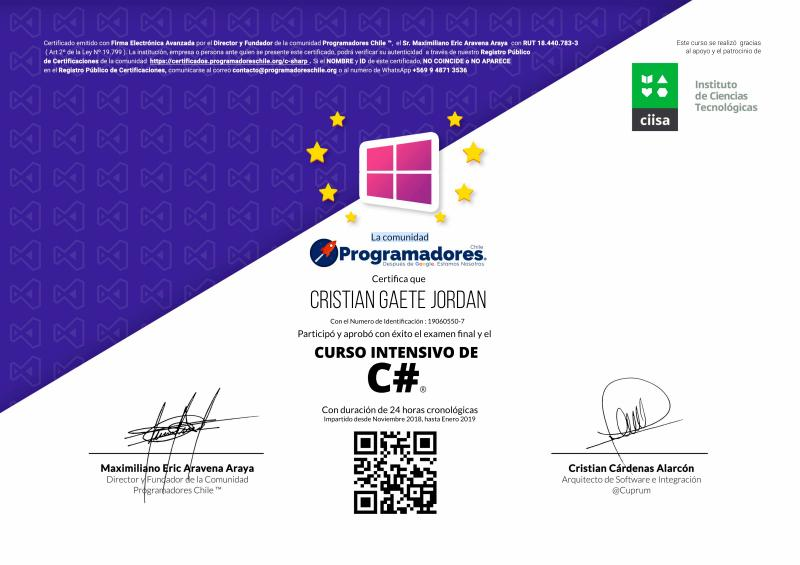 Certificado emitido con Firma Electrónica Avanzada por el Director y Fundador de la comunidad Programadores Chile ™, el Sr. Maximiliano Eric Aravena Araya con RUT 18.440.783-3
( Art 2º de la Ley Nº 19.799 ). La institución, empresa o persona ante quien se presente este certificado, podrá verificar su autenticidad a través de nuestro Registro Público
de Certificaciones de la comunidad https://certificados.programadoreschile.org/c-sharp . Si el NOMBRE y ID de este certificado, NO COINCIDE o NO APARECE
en el Registro Público de Certificaciones, comunicarse al correo contacto@programadoreschile.org o al numero de WhatsApp +569 9 4871 3536
Este curso se realizó gracias
al apoyo y el patrocinio de
ciisa
Instituto
de Ciencias
Tecnológicas
La comunidad
Chile
Programadores.
Después de Google, Estamos Nosotros
Certifica que
CRISTIAN GAETE JORDAN
Con el Numero de Identificación : 19060550-7
Participó y aprobó con éxito el examen final y el
CURSO INTENSIVO DE
C#®
Con duración de 24 horas cronológicas
Impartido desde Noviembre 2018, hasta Enero 2019
Maximiliano Eric Aravena Araya
Director y Fundador de la Comunidad
Programadores Chile ™
Cristian Cárdenas Alarcón
Arquitecto de Software e Integración
@Cuprum